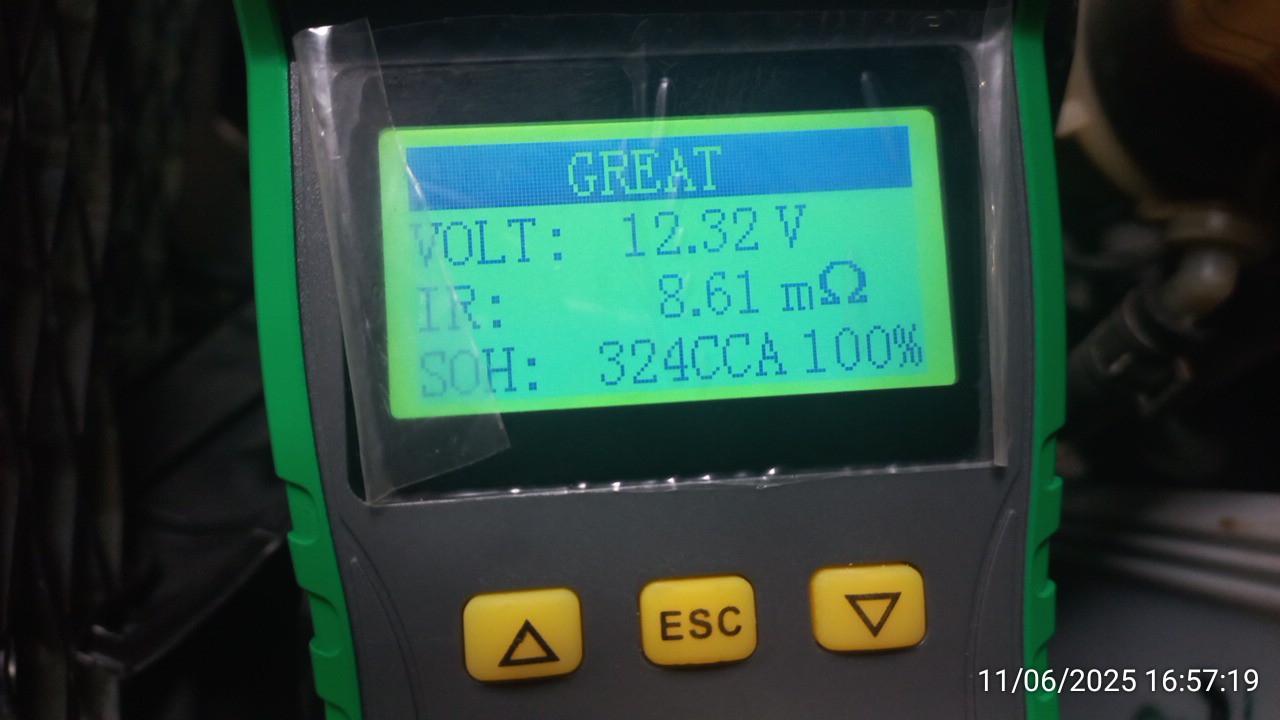 GREAT
VOLT: 12.32 V
IR: 8.61 mΩ
SOH: 324CCA 100%
△ ESC ▽
11/06/2025 16:57:19